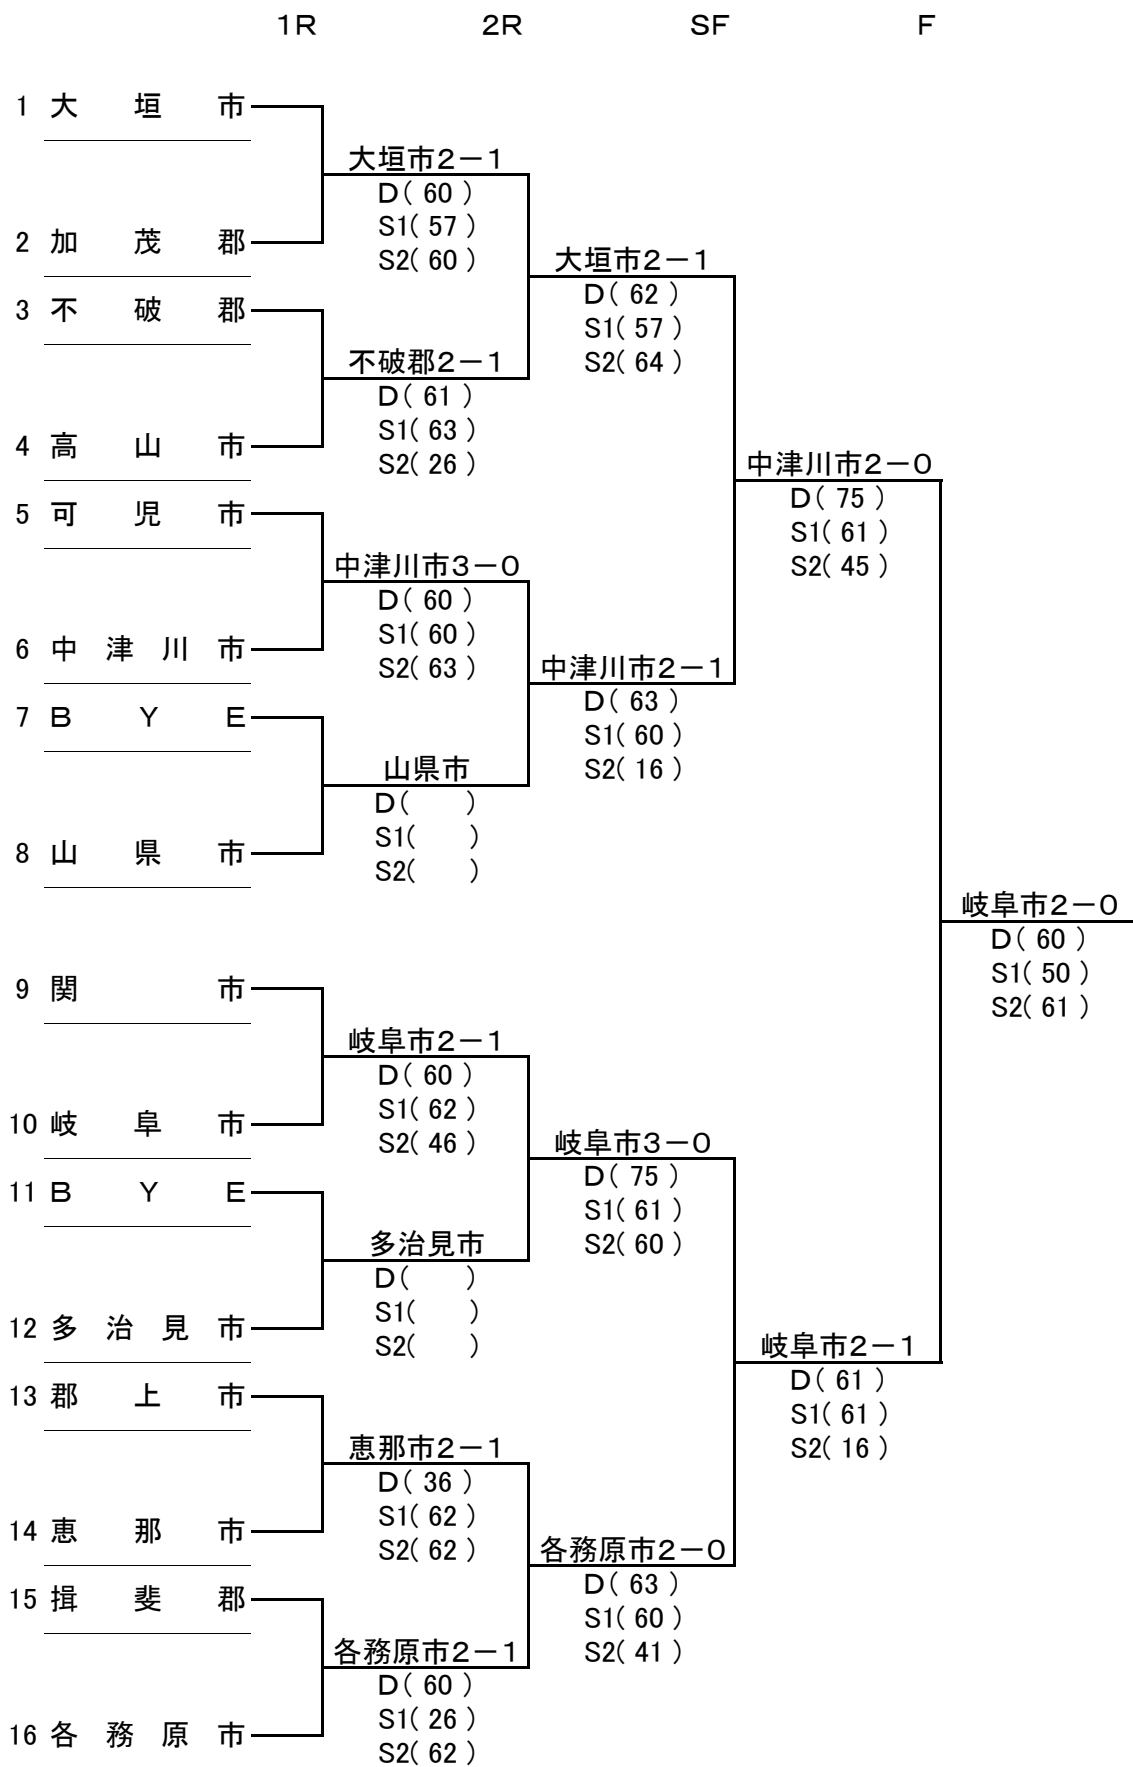 1R 2R SF F
1 大垣市
大垣市2－1
D( 60 )
S1( 57 )
2 加茂郡
S2( 60 )
大垣市2－1
D( 62 )
3 不破郡
S1( 57 )
不破郡2－1
S2( 64 )
D( 61 )
S1( 63 )
4 高山市
S2( 26 )
中津川市2－0
D( 75 )
5 可児市
S1( 61 )
中津川市3－0
S2( 45 )
D( 60 )
S1( 60 )
6 中津川市
S2( 63 )
中津川市2－1
D( 63 )
7 BYE
S1( 60 )
山県市
S2( 16 )
D( )
S1( )
8 山県市
S2( )
岐阜市2－0
D( 60 )
S1( 50 )
9 関市
S2( 61 )
岐阜市2－1
D( 60 )
S1( 62 )
10 岐阜市
S2( 46 )
岐阜市3－0
D( 75 )
11 BYE
S1( 61 )
多治見市
S2( 60 )
D( )
S1( )
12 多治見市
S2( )
岐阜市2－1
D( 61 )
13 郡上市
S1( 61 )
恵那市2－1
S2( 16 )
D( 36 )
S1( 62 )
14 恵那市
S2( 62 )
各務原市2－0
D( 63 )
15 揖斐郡
S1( 60 )
各務原市2－1
S2( 41 )
D( 60 )
S1( 26 )
16 各務原市
S2( 62 )